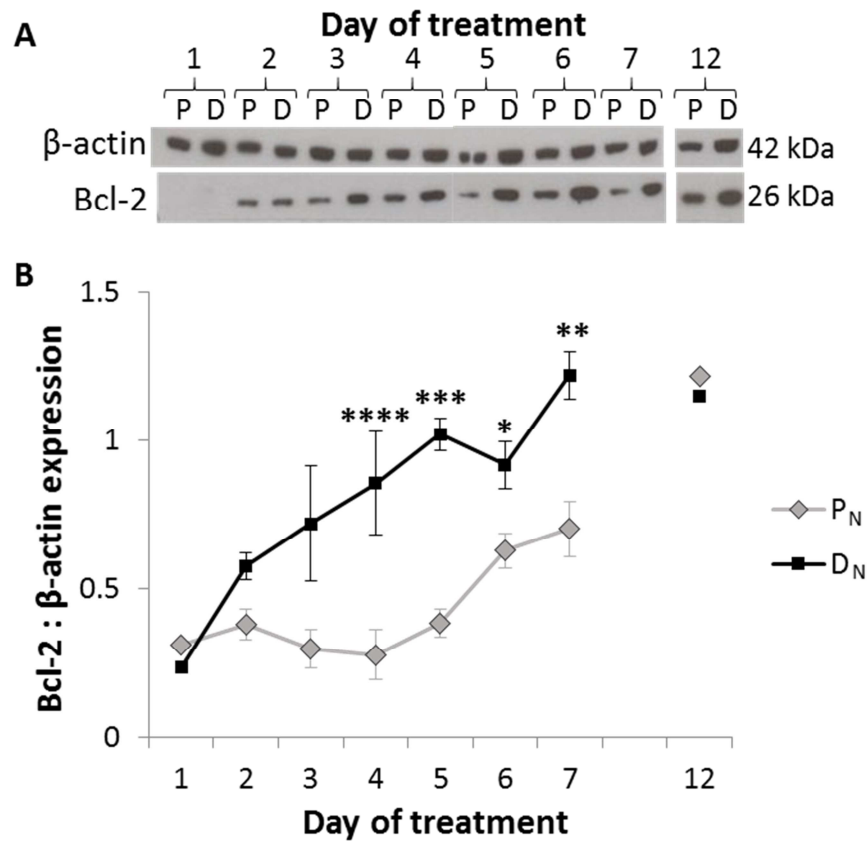 A
Day of treatment
1 2 3 4 5 6 7 12
P D P D P D P D P D P D P D P D
β-actin 42 kDa
Bcl-2 26 kDa
B
Bcl-2 : β-actin expression
1.5
1
0.5
0
**** *** * **
P_N
D_N
1 2 3 4 5 6 7 12
Day of treatment